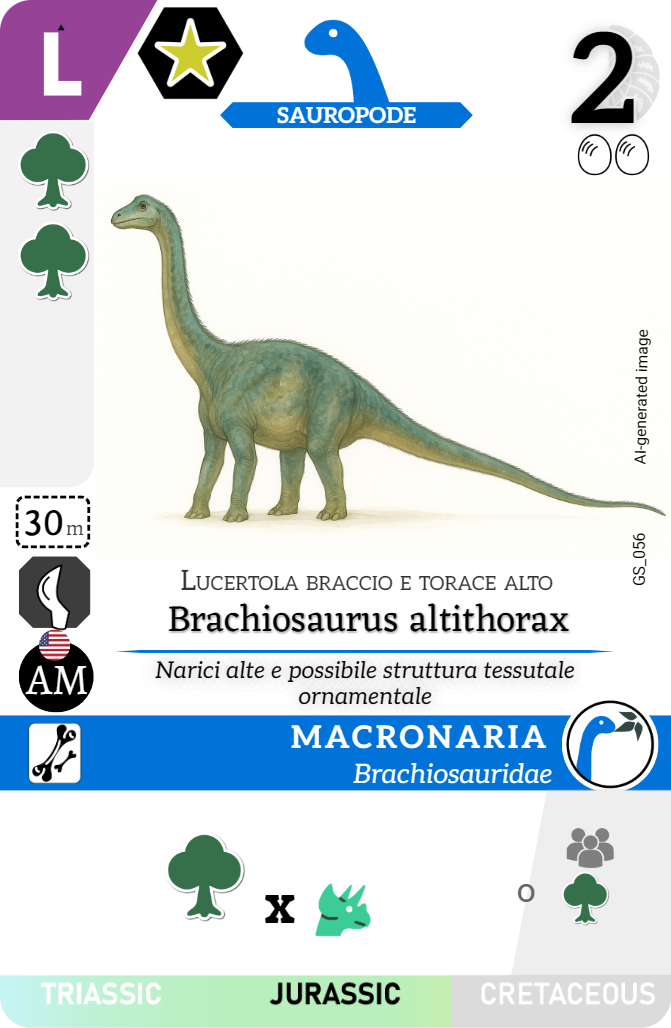 L
SAUROPODE
2
AI-generated image
30 m
GS_056
AM
Lucertola braccio e torace alto
Brachiosaurus altithorax
Narici alte e possibile struttura tessutale
ornamentale
MACRONARIA
Brachiosauridae
x
o
TRIASSIC JURASSIC CRETACEOUS